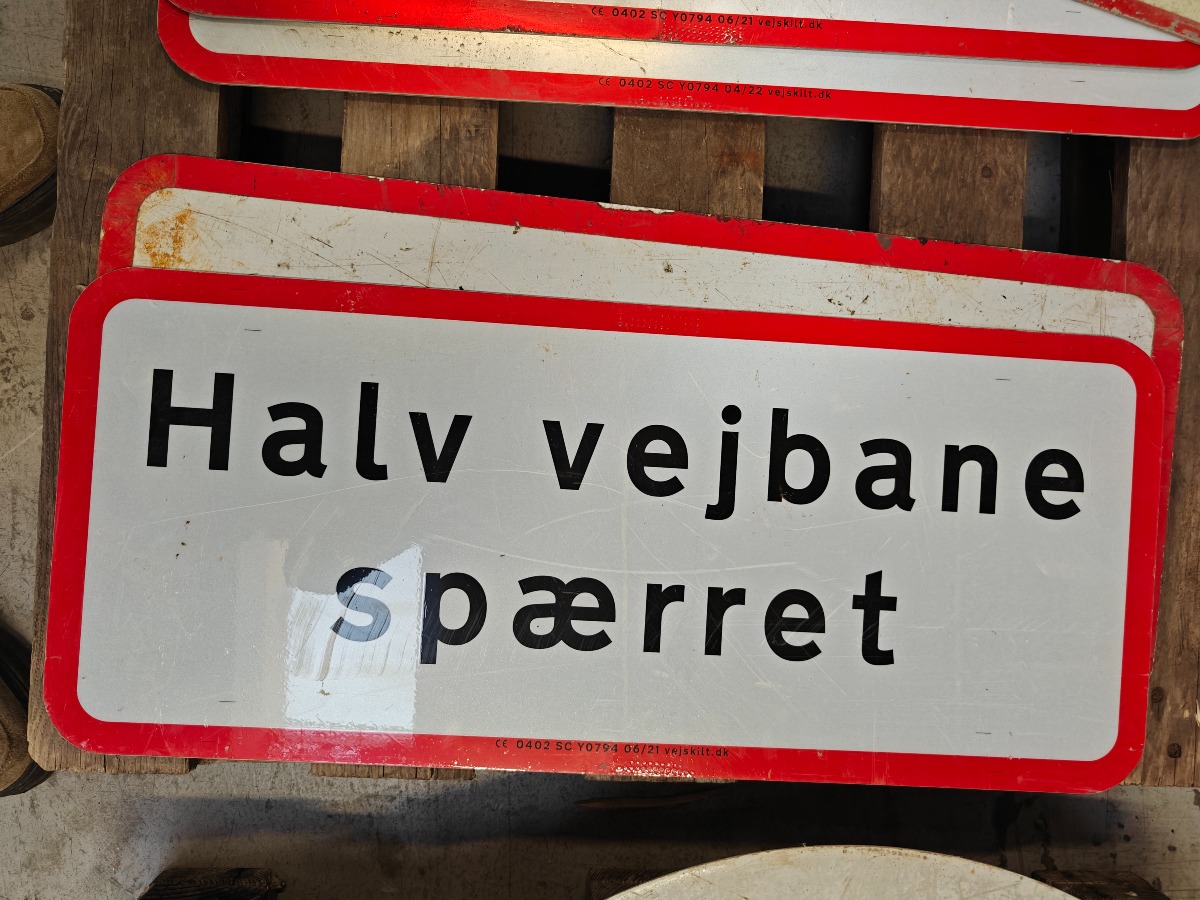 CE 0402 SC Y0794 06/21 vejskilt.dk
CE 0402 SC Y0794 04/22 vejskilt.dk
Halv vejbane
spærret
CE 0402 SC Y0794 06/21 vejskilt.dk